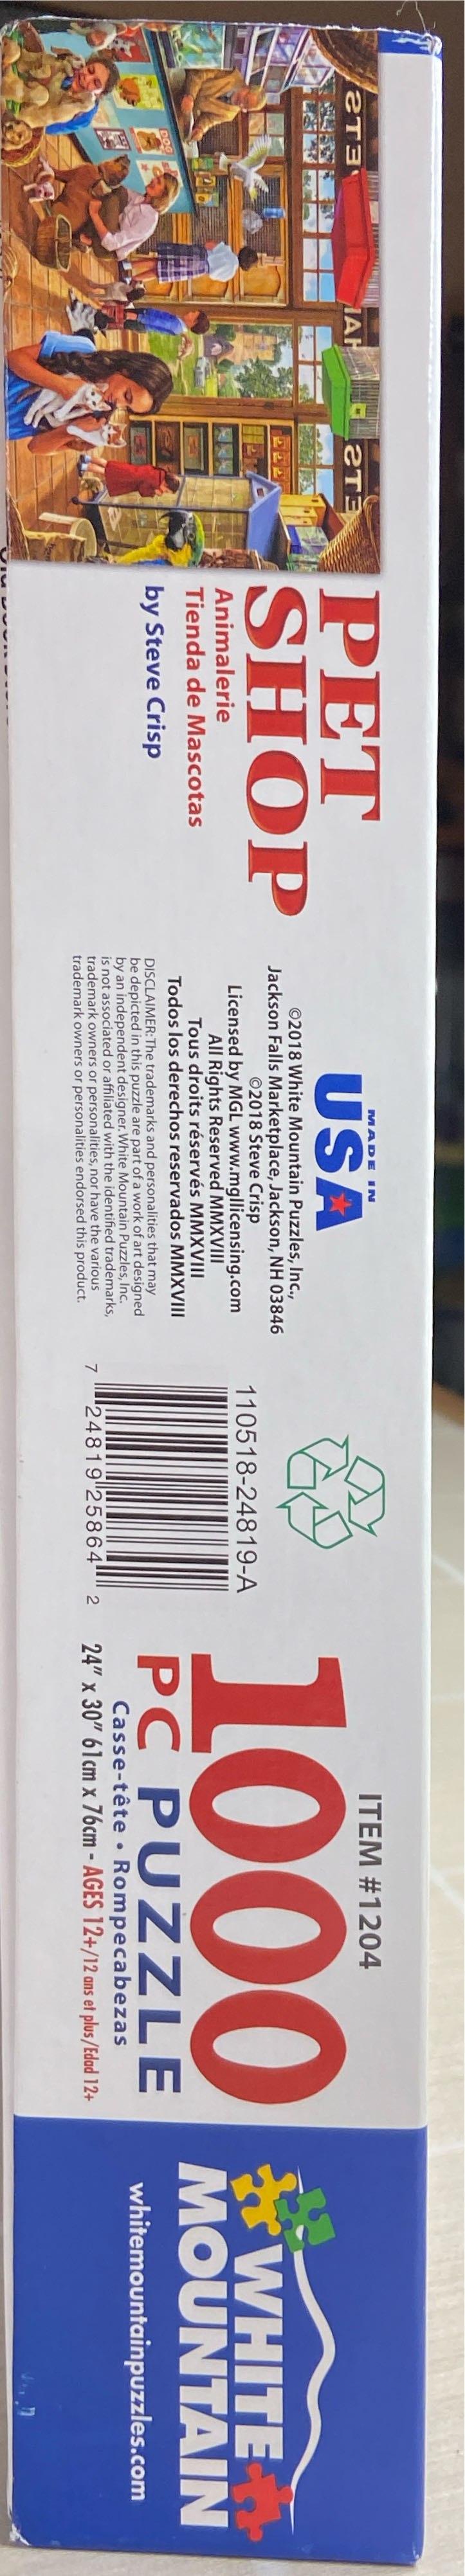 PET
SHOP
Animalerie
Tienda de Mascotas
by Steve Crisp
MADE IN
USA
©2018 White Mountain Puzzles, Inc.,
Jackson Falls Marketplace, Jackson, NH 03846
©2018 Steve Crisp
Licensed by MGL www.mgllicensing.com
All Rights Reserved MMXVIII
Tous droits réservés MMXVIII
Todos los derechos reservados MMXVIII
DISCLAIMER: The trademarks and personalities that may
be depicted in this puzzle are part of a work of art designed
by an independent designer. White Mountain Puzzles, Inc.
is not associated or affiliated with the identified trademarks,
trademark owners or personalities, nor have the various
trademark owners or personalities endorsed this product.
110518-24819-A
7 24819 25864 2
ITEM #1204
1000
PC PUZZLE
Casse-tête • Rompecabezas
24” x 30” 61cm x 76cm - AGES 12+/12 ans et plus/Edad 12+
WHITE
MOUNTAIN
whitemountainpuzzles.com
DOG